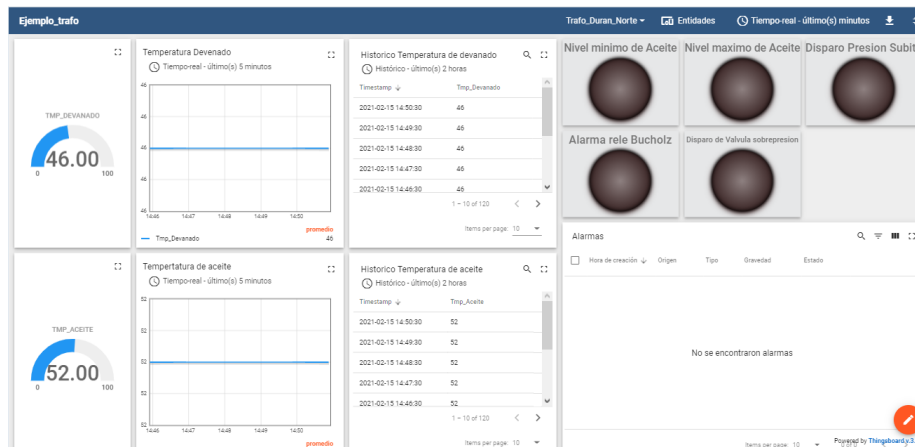 Ejemplo_trafo
Trafo_Duran_Norte
Entidades
Tiempo-real - último(s) minutos
TMP_DEVANADO
46.00
0
100
Temperatura Devenado
Tiempo-real - último(s) 5 minutos
46
46
46
46
46
14:46
14:47
14:48
14:49
14:50
promedio
Tmp_Devanado
46
Historico Temperatura de devanado
Histórico - último(s) 2 horas
Timestamp
Tmp_Devanado
2021-02-15 14:50:30
46
2021-02-15 14:49:30
46
2021-02-15 14:48:30
46
2021-02-15 14:47:30
46
2021-02-15 14:46:30
46
1 – 10 of 120
Items per page: 10
Nivel minimo de Aceite
Nivel maximo de Aceite
Disparo Presion Subit
Alarma rele Bucholz
Disparo de Valvula sobrepresion
TMP_ACEITE
52.00
0
100
Tempertatura de aceite
Tiempo-real - último(s) 5 minutos
52
52
52
52
52
14:46
14:47
14:48
14:49
14:50
promedio
Historico Temperatura de aceite
Histórico - último(s) 2 horas
Timestamp
Tmp_Aceite
2021-02-15 14:50:30
52
2021-02-15 14:49:30
52
2021-02-15 14:48:30
52
2021-02-15 14:47:30
52
2021-02-15 14:46:30
52
1 – 10 of 120
Items per page: 10
Alarmas
Hora de creación
Origen
Tipo
Gravedad
Estado
No se encontraron alarmas
Items per page: 10
0 of 0
Powered by Thingsboard